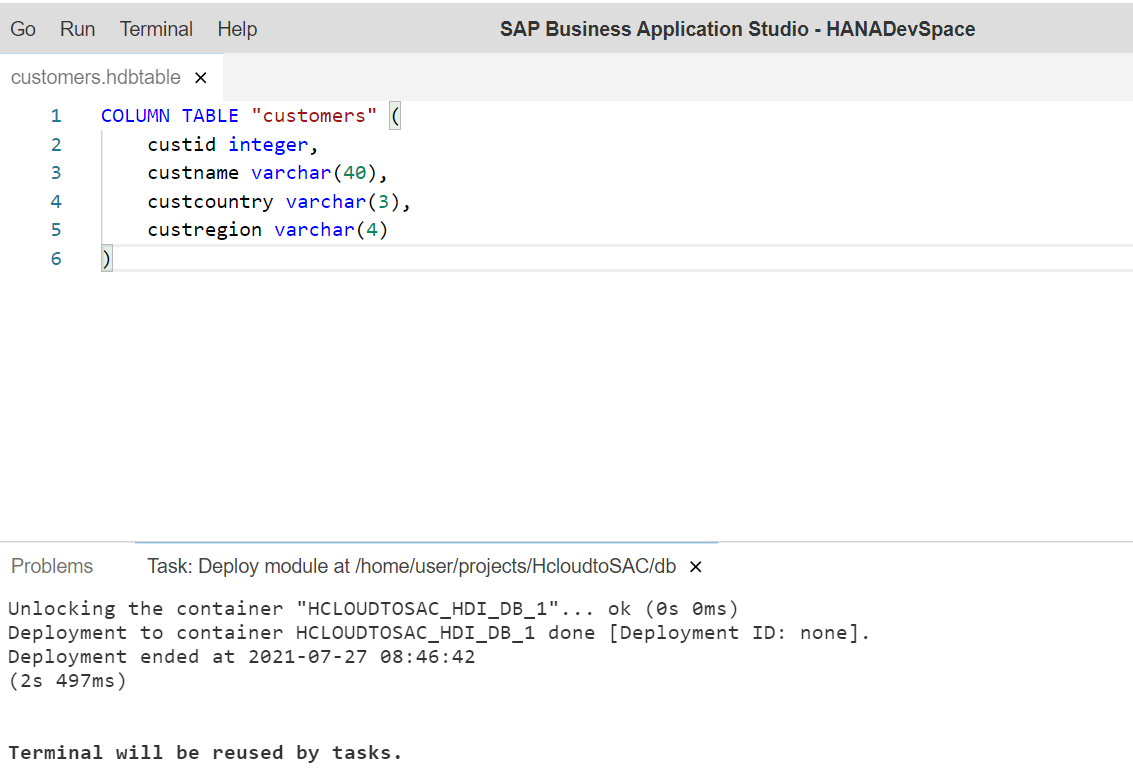 Go Run Terminal Help SAP Business Application Studio - HANADevSpace
customers.hdbtable ×
1 COLUMN TABLE "customers" (
2 custid integer,
3 custname varchar(40),
4 custcountry varchar(3),
5 custregion varchar(4)
6 )
Problems Task: Deploy module at /home/user/projects/HcloudtoSAC/db ×
Unlocking the container "HCLOUDTOSAC_HDI_DB_1"... ok (0s 0ms)
Deployment to container HCLOUDTOSAC_HDI_DB_1 done [Deployment ID: none].
Deployment ended at 2021-07-27 08:46:42
(2s 497ms)
Terminal will be reused by tasks.